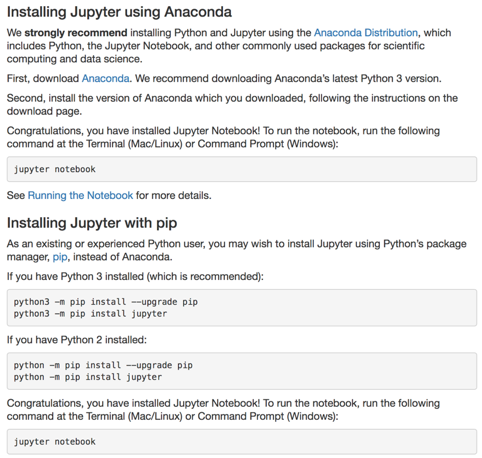 Installing Jupyter using Anaconda
We strongly recommend installing Python and Jupyter using the Anaconda Distribution, which
includes Python, the Jupyter Notebook, and other commonly used packages for scientific
computing and data science.
First, download Anaconda. We recommend downloading Anaconda's latest Python 3 version.
Second, install the version of Anaconda which you downloaded, following the instructions on the
download page.
Congratulations, you have installed Jupyter Notebook! To run the notebook, run the following
command at the Terminal (Mac/Linux) or Command Prompt (Windows):
jupyter notebook
See Running the Notebook for more details.
Installing Jupyter with pip
As an existing or experienced Python user, you may wish to install Jupyter using Python's package
manager, pip, instead of Anaconda.
If you have Python 3 installed (which is recommended):
python3 -m pip install --upgrade pip
python3 -m pip install jupyter
If you have Python 2 installed:
python -m pip install --upgrade pip
python -m pip install jupyter
Congratulations, you have installed Jupyter Notebook! To run the notebook, run the following
command at the Terminal (Mac/Linux) or Command Prompt (Windows):
jupyter notebook